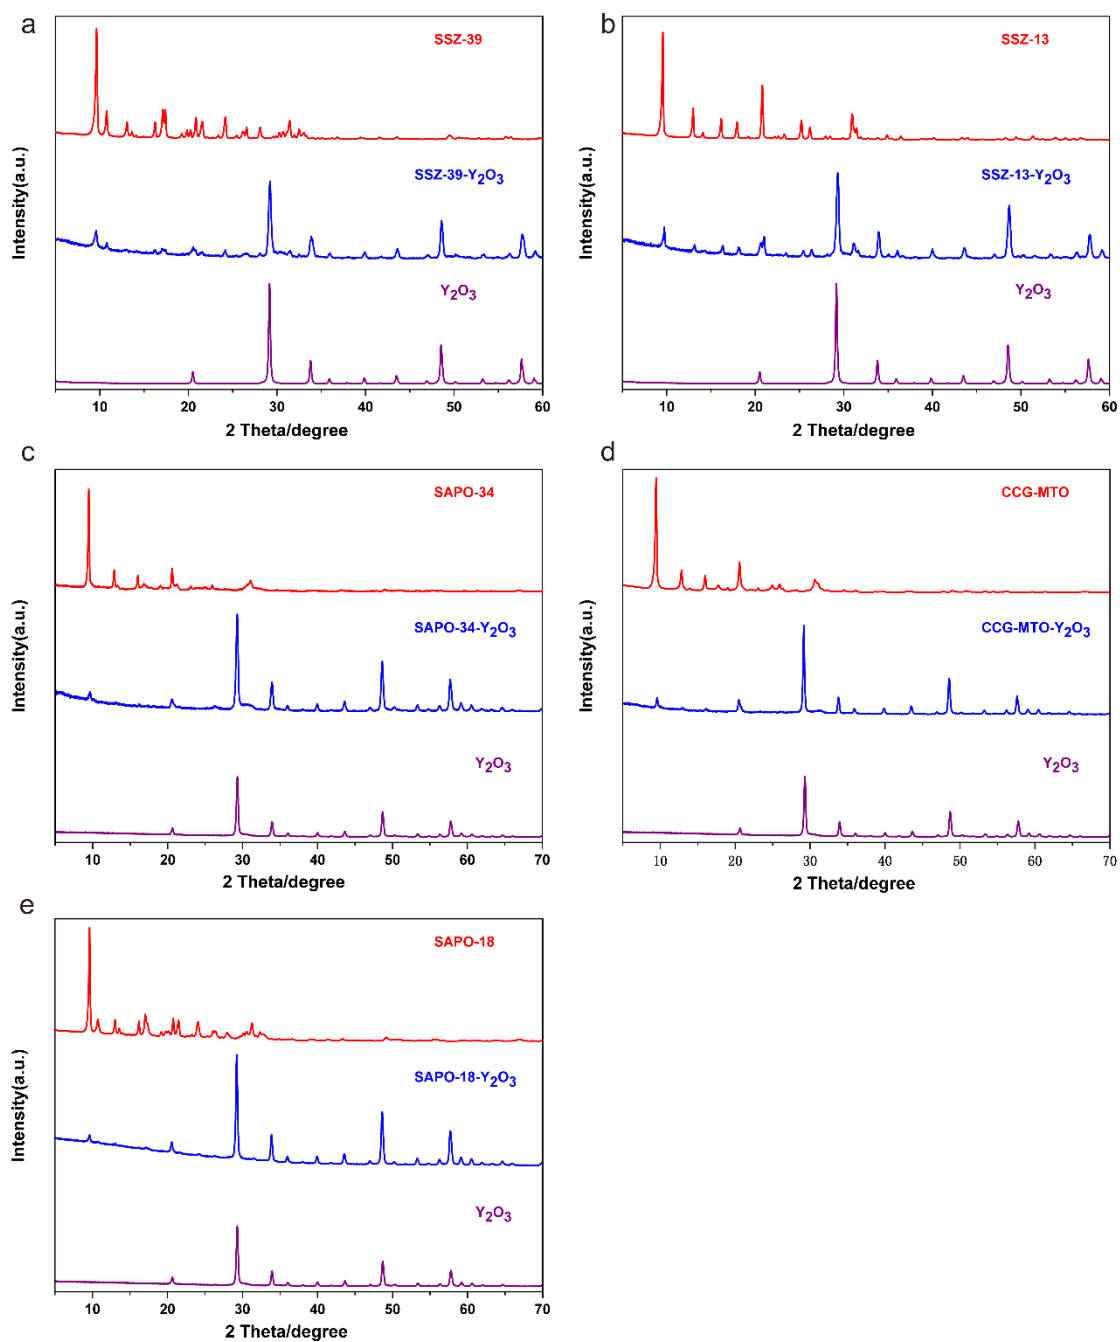 a
SSZ-39
SSZ-39-Y₂O₃
Y₂O₃
Intensity(a.u.)
10 20 30 40 50 60
2 Theta/degree
b
SSZ-13
SSZ-13-Y₂O₃
Y₂O₃
Intensity(a.u.)
10 20 30 40 50 60
2 Theta/degree
c
SAPO-34
SAPO-34-Y₂O₃
Y₂O₃
Intensity(a.u.)
10 20 30 40 50 60 70
2 Theta/degree
d
CCG-MTO
CCG-MTO-Y₂O₃
Y₂O₃
Intensity(a.u.)
10 20 30 40 50 60 70
2 Theta/degree
e
SAPO-18
SAPO-18-Y₂O₃
Y₂O₃
Intensity(a.u.)
10 20 30 40 50 60 70
2 Theta/degree